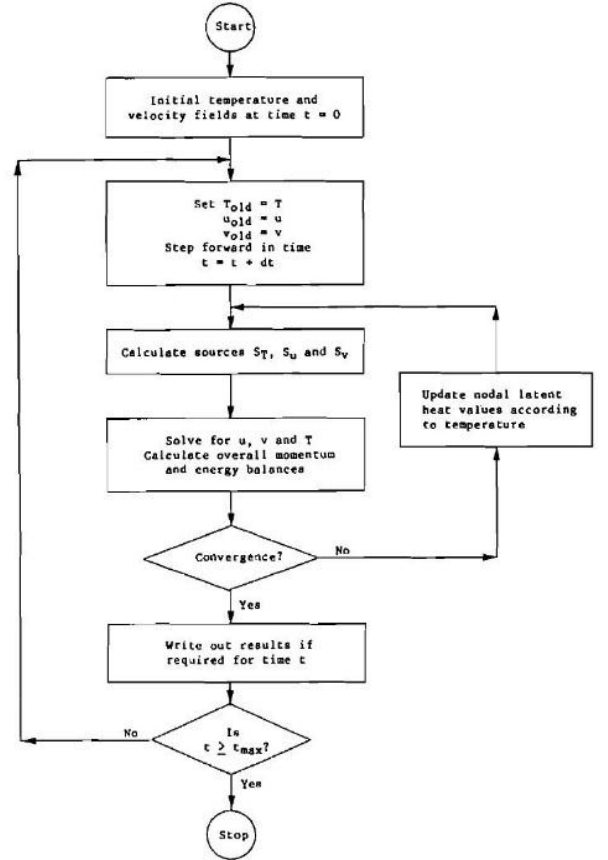 Start
Initial temperature and
velocity fields at time t = 0
Set T_old = T
u_old = u
v_old = v
Step forward in time
t = t + dt
Calculate sources S_T, S_u and S_v
Update nodal latent
heat values according
to temperature
Solve for u, v and T
Calculate overall momentum
and energy balances
Convergence?
No
Yes
Write out results if
required for time t
Is
t ≥ t_max?
No
Yes
Stop